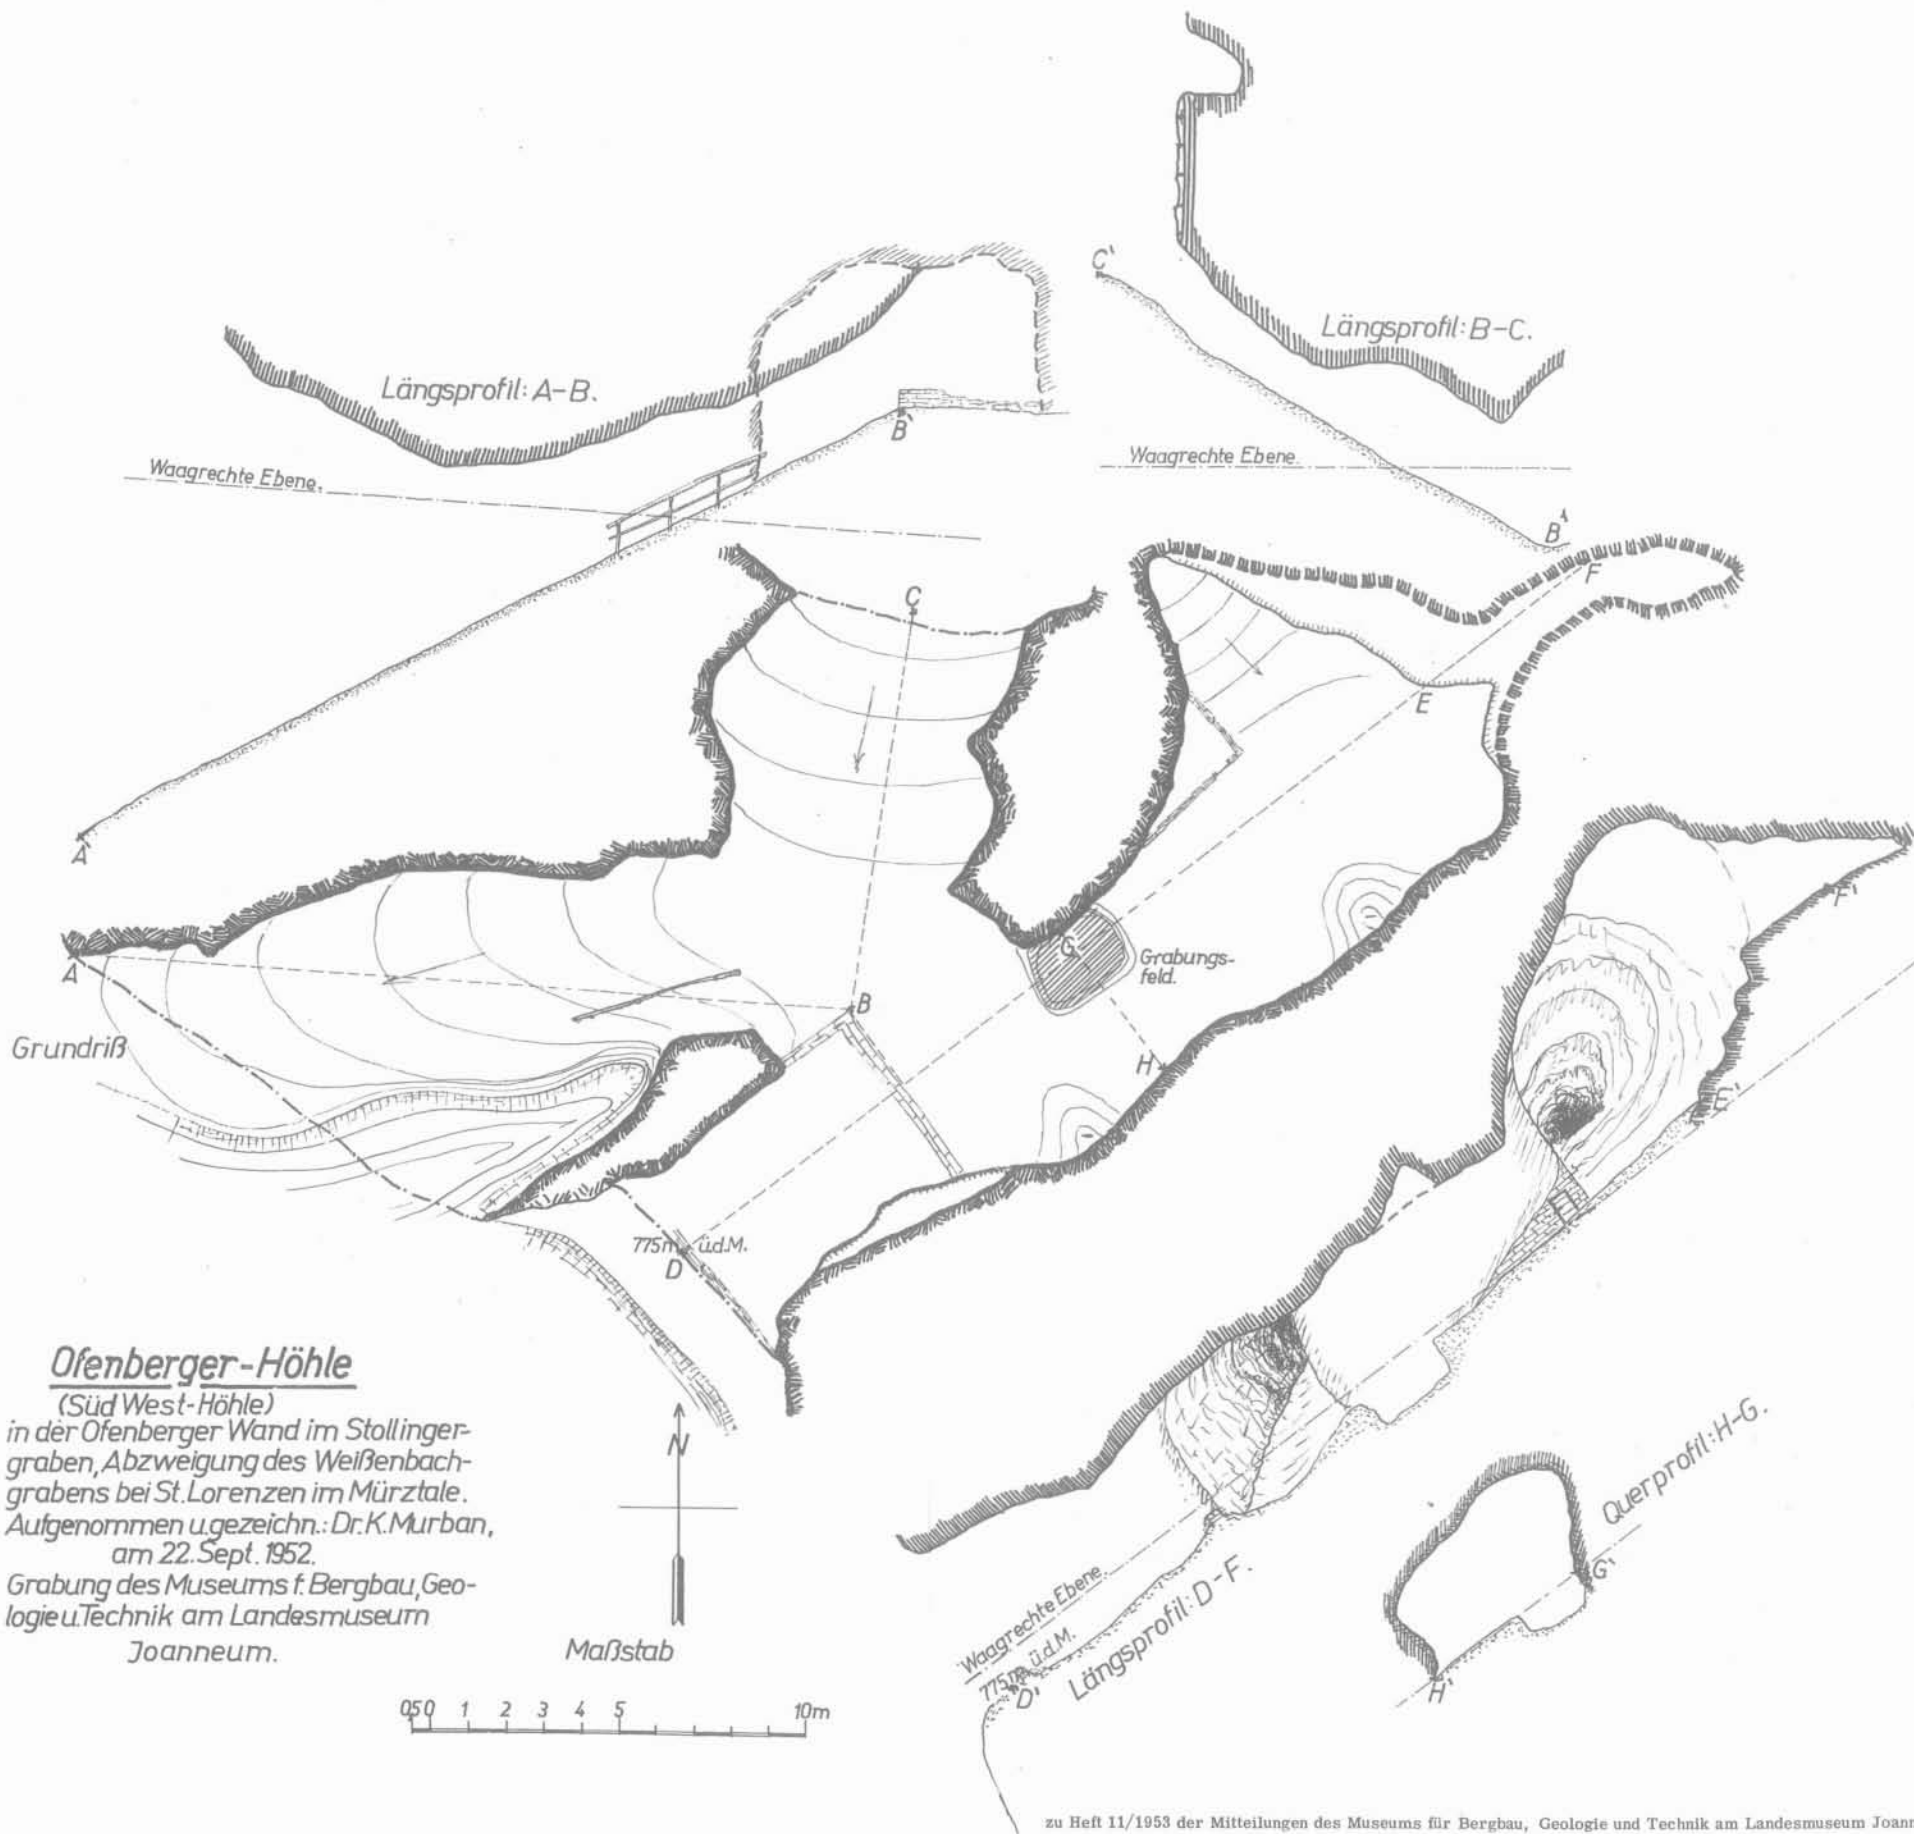 C'
Längsprofil: B-C.
Längsprofil: A-B.
B'
Waagrechte Ebene.
Waagrechte Ebene.
B'
F
C
E
A'
F'
G
Grabungs-
feld.
A
B
Grundriß
H
E'
775m ü.d.M.
D
Ofenberger-Höhle
(Süd West-Höhle)
in der Ofenberger Wand im Stollinger-
graben, Abzweigung des Weißenbach-
grabens bei St. Lorenzen im Mürztale.
Aufgenommen u. gezeichn.: Dr. K. Murban,
am 22. Sept. 1952.
Grabung des Museums f. Bergbau, Geo-
logie u. Technik am Landesmuseum
Joanneum.
N
Maßstab
0,5 0 1 2 3 4 5 10m
Querprofil: H-G.
G'
H'
Waagrechte Ebene.
775m ü.d.M.
D'
Längsprofil: D-F.
zu Heft 11/1953 der Mitteilungen des Museums für Bergbau, Geologie und Technik am Landesmuseum Joann